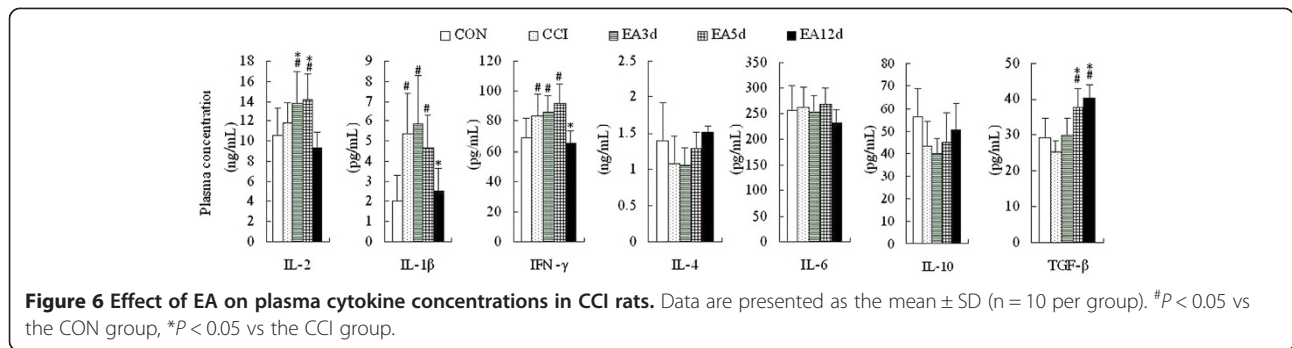 CON CCI EA3d EA5d EA12d
Plasma concentration
(ng/mL) (pg/mL) (pg/mL) (ng/mL) (pg/mL) (pg/mL) (pg/mL)
18 16 14 12 10 8 6 4 2 0
* # * #
IL-2
9 8 7 6 5 4 3 2 1 0
# # # *
IL-1β
120 100 80 60 40 20 0
# # # *
IFN-γ
2.5 2 1.5 1 0.5 0
IL-4
350 300 250 200 150 100 50 0
IL-6
80 70 60 50 40 30 20 10 0
IL-10
50 40 30 20 10 0
* # * #
TGF-β
Figure 6 Effect of EA on plasma cytokine concentrations in CCI rats. Data are presented as the mean ± SD (n = 10 per group). #P < 0.05 vs
the CON group, *P < 0.05 vs the CCI group.